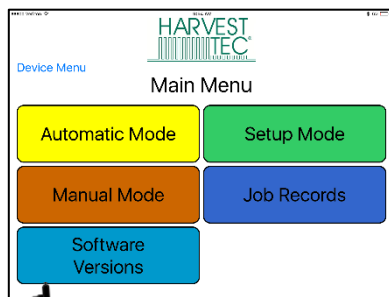 HARVEST
TEC
Device Menu
Main Menu
Automatic Mode
Setup Mode
Manual Mode
Job Records
Software
Versions